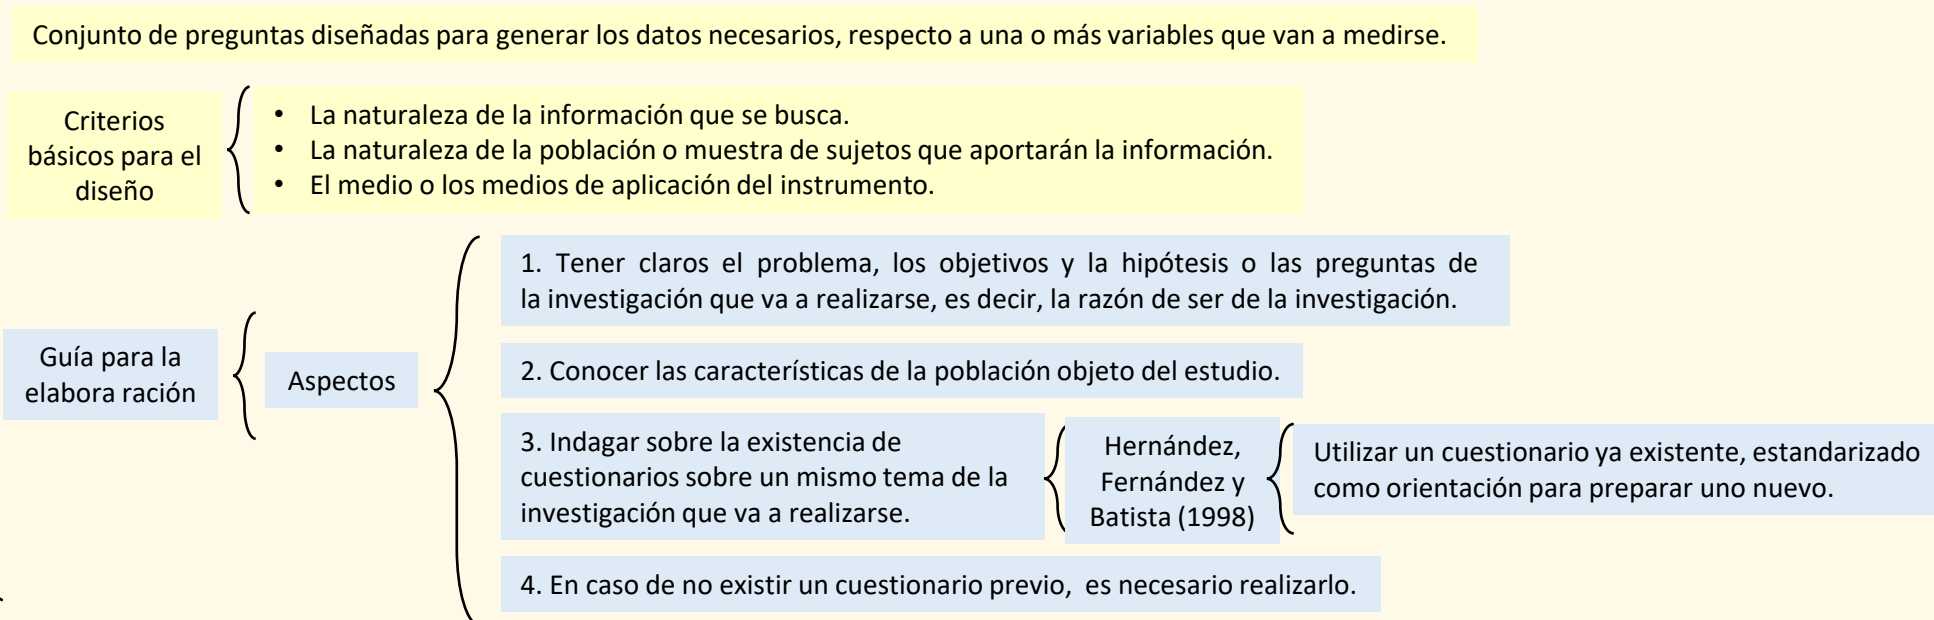 Conjunto de preguntas diseñadas para generar los datos necesarios, respecto a una o más variables que van a medirse.
Criterios
básicos para el
diseño
• La naturaleza de la información que se busca.
• La naturaleza de la población o muestra de sujetos que aportarán la información.
• El medio o los medios de aplicación del instrumento.
Guía para la
elabora ración
Aspectos
1. Tener claros el problema, los objetivos y la hipótesis o las preguntas de
la investigación que va a realizarse, es decir, la razón de ser de la investigación.
2. Conocer las características de la población objeto del estudio.
3. Indagar sobre la existencia de
cuestionarios sobre un mismo tema de la
investigación que va a realizarse.
Hernández,
Fernández y
Batista (1998)
Utilizar un cuestionario ya existente, estandarizado
como orientación para preparar uno nuevo.
4. En caso de no existir un cuestionario previo, es necesario realizarlo.